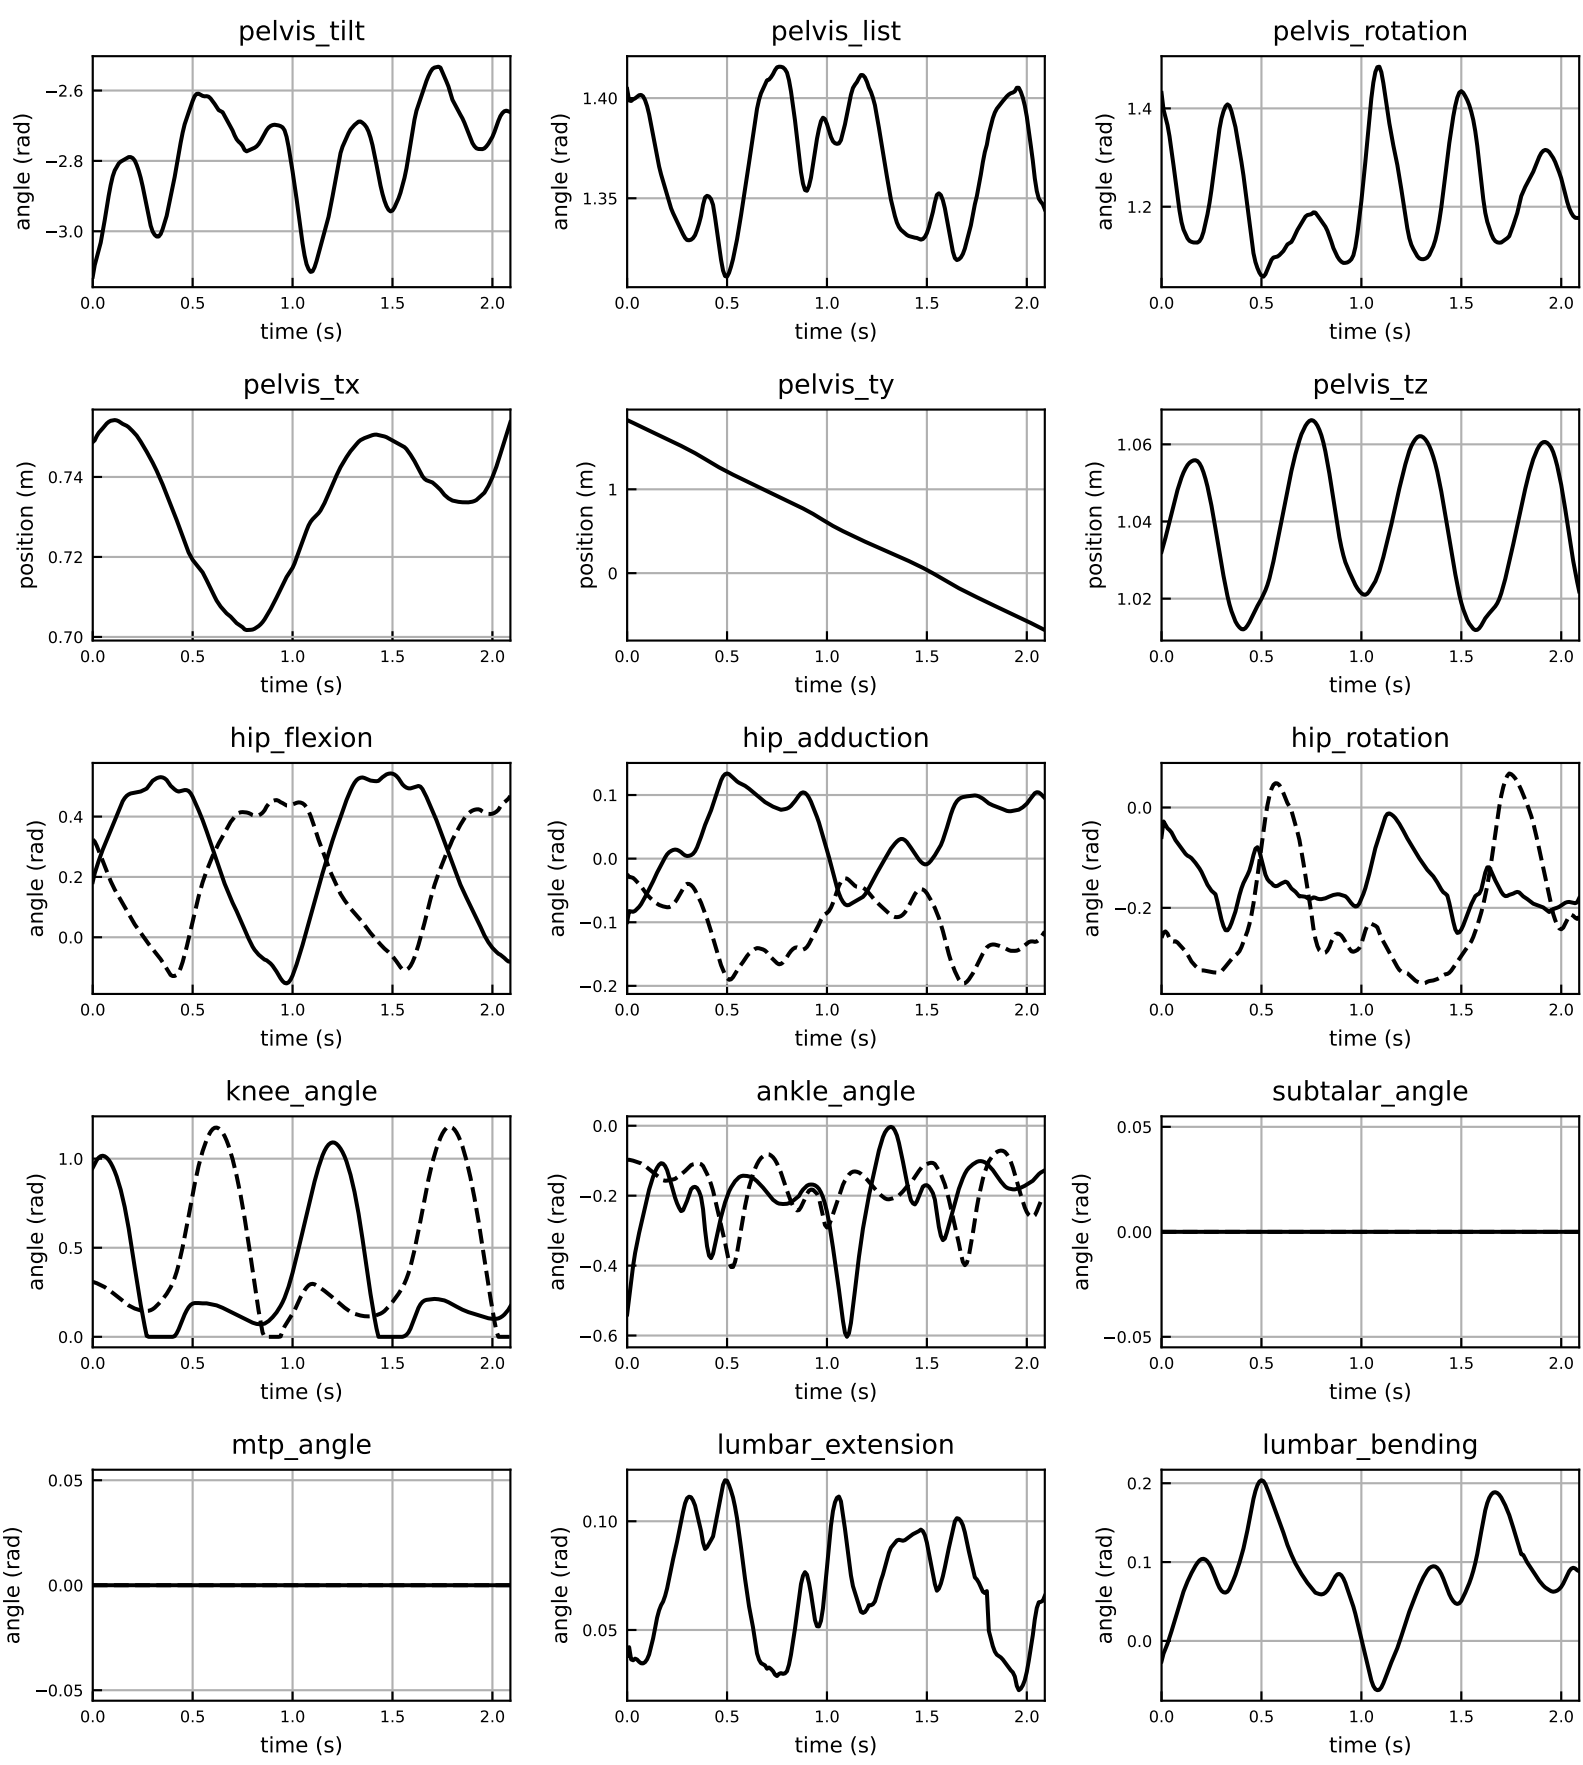 pelvis_tilt
angle (rad)
−2.6
−2.8
−3.0
0.0 0.5 1.0 1.5 2.0
time (s)
pelvis_list
angle (rad)
1.40
1.35
0.0 0.5 1.0 1.5 2.0
time (s)
pelvis_rotation
angle (rad)
1.4
1.2
0.0 0.5 1.0 1.5 2.0
time (s)
pelvis_tx
position (m)
0.74
0.72
0.70
0.0 0.5 1.0 1.5 2.0
time (s)
pelvis_ty
position (m)
1
0
0.0 0.5 1.0 1.5 2.0
time (s)
pelvis_tz
position (m)
1.06
1.04
1.02
0.0 0.5 1.0 1.5 2.0
time (s)
hip_flexion
angle (rad)
0.4
0.2
0.0
0.0 0.5 1.0 1.5 2.0
time (s)
hip_adduction
angle (rad)
0.1
0.0
−0.1
−0.2
0.0 0.5 1.0 1.5 2.0
time (s)
hip_rotation
angle (rad)
0.0
−0.2
0.0 0.5 1.0 1.5 2.0
time (s)
knee_angle
angle (rad)
1.0
0.5
0.0
0.0 0.5 1.0 1.5 2.0
time (s)
ankle_angle
angle (rad)
0.0
−0.2
−0.4
−0.6
0.0 0.5 1.0 1.5 2.0
time (s)
subtalar_angle
angle (rad)
0.05
0.00
−0.05
0.0 0.5 1.0 1.5 2.0
time (s)
mtp_angle
angle (rad)
0.05
0.00
−0.05
0.0 0.5 1.0 1.5 2.0
time (s)
lumbar_extension
angle (rad)
0.10
0.05
0.0 0.5 1.0 1.5 2.0
time (s)
lumbar_bending
angle (rad)
0.2
0.1
0.0
0.0 0.5 1.0 1.5 2.0
time (s)